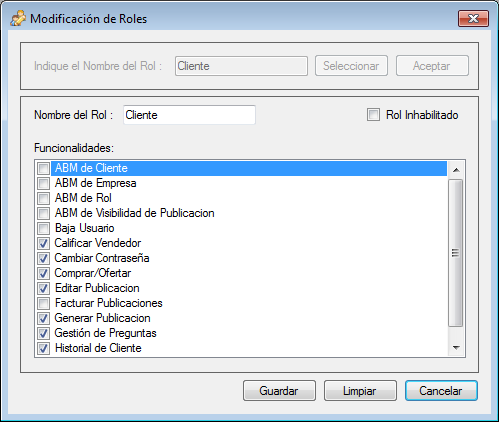 Modificación de Roles
Indique el Nombre del Rol : Cliente Seleccionar Aceptar
Nombre del Rol : Cliente Rol Inhabilitado
Funcionalidades:
ABM de Cliente
ABM de Empresa
ABM de Rol
ABM de Visibilidad de Publicacion
Baja Usuario
Calificar Vendedor
Cambiar Contraseña
Comprar/Ofertar
Editar Publicacion
Facturar Publicaciones
Generar Publicacion
Gestión de Preguntas
Historial de Cliente
Guardar Limpiar Cancelar